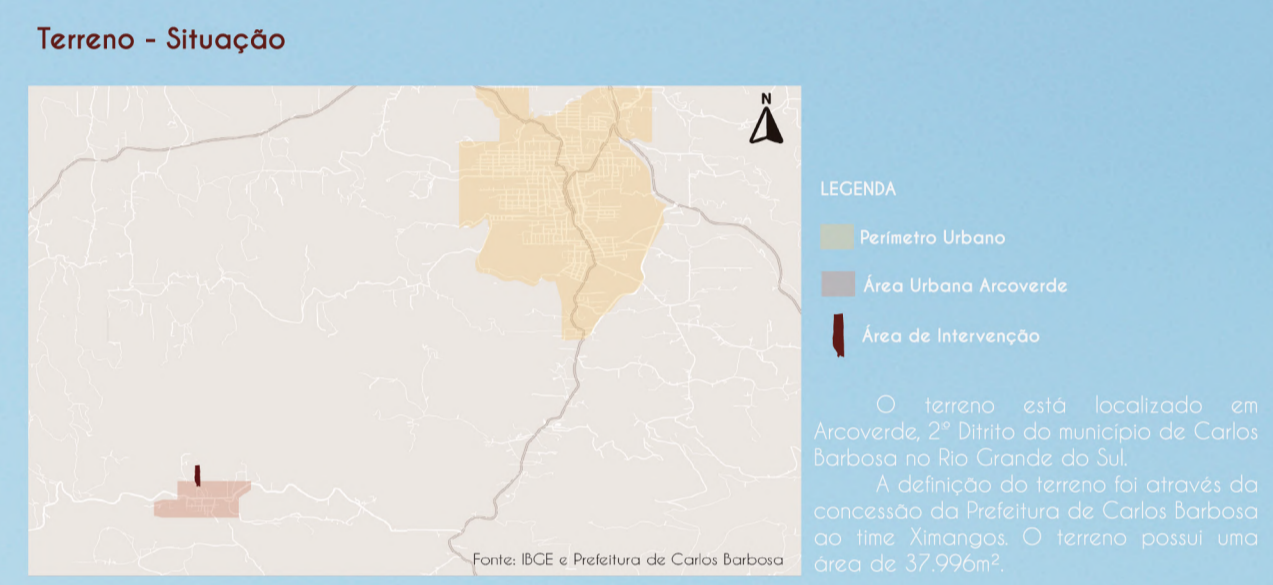 Terreno - Situação
N
LEGENDA
Perímetro Urbano
Área Urbana Arcoverde
Área de Intervenção
O terreno está localizado em
Arcoverde, 2º Ditrito do município de Carlos
Barbosa no Rio Grande do Sul.
A definição do terreno foi através da
concessão da Prefeitura de Carlos Barbosa
ao time Ximangos. O terreno possui uma
área de 37.996m².
Fonte: IBGE e Prefeitura de Carlos Barbosa